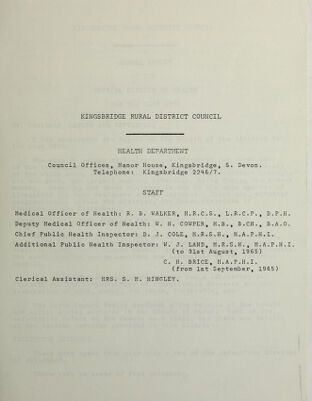 KINGSBRIDGE RURAL DISTRICT COUNCIL
HEALTH DEPARTMENT
Council Offices, Manor House, Kingsbridge, S. Devon.
Telephone: Kingsbridge 2246/7.
STAFF
Medical Officer of Health: R. B. WALKER, M.R.C.S., L.R.C.P., D.P.H.
Deputy Medical Officer of Health: W. H. COWPER, M.B., B.CH., D.A.O.
Chief Public Health Inspector: D. J. COLE, M.R.S.H., M.A.P.H.I.
Additional Public Health Inspector: W. J. LAND, M.R.S.H., M.A.P.H.I.
(to 31st August, 1965)
C. H. BRICE, M.A.P.H.I.
(from 1st September, 1965)
Clerical Assistant: MRS. S. M. HINGLEY.